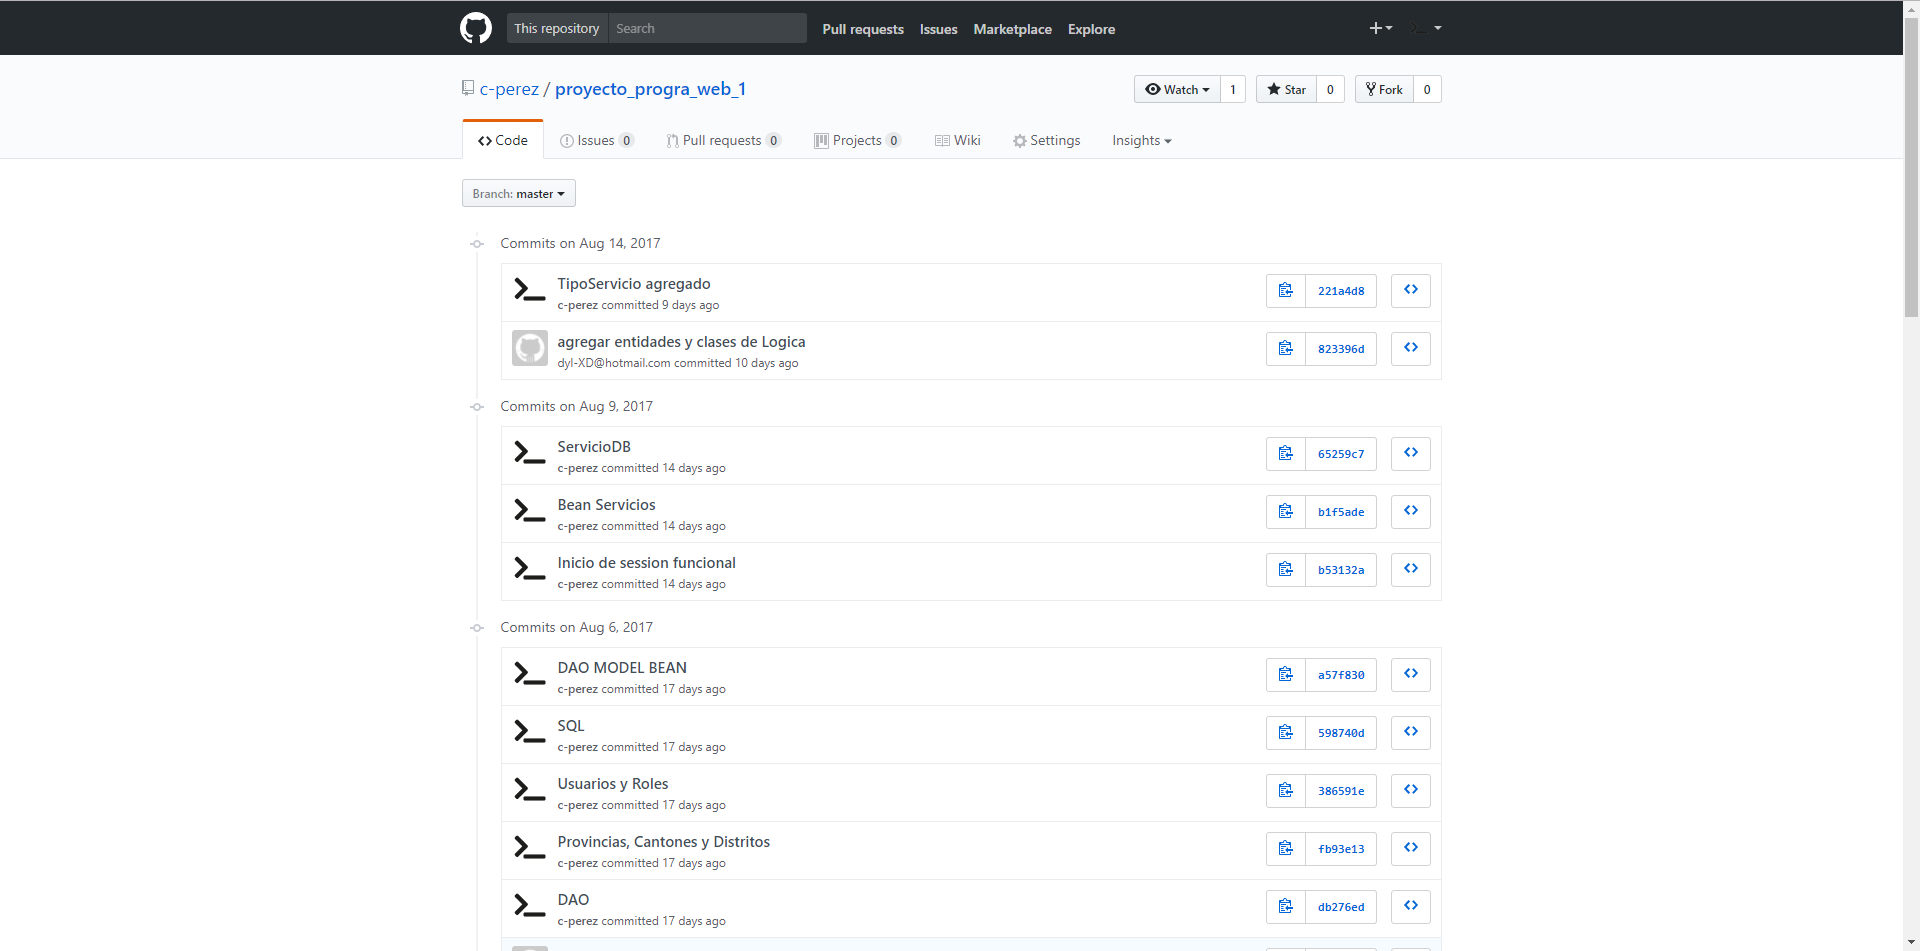 This repository Search Pull requests Issues Marketplace Explore
c-perez / proyecto_progra_web_1 Watch 1 Star 0 Fork 0
Code Issues 0 Pull requests 0 Projects 0 Wiki Settings Insights
Branch: master
Commits on Aug 14, 2017
TipoServicio agregado
c-perez committed 9 days ago
221a4d8
agregar entidades y clases de Logica
dyl-XD@hotmail.com committed 10 days ago
823396d
Commits on Aug 9, 2017
ServicioDB
c-perez committed 14 days ago
65259c7
Bean Servicios
c-perez committed 14 days ago
b1f5ade
Inicio de session funcional
c-perez committed 14 days ago
b53132a
Commits on Aug 6, 2017
DAO MODEL BEAN
c-perez committed 17 days ago
a57f830
SQL
c-perez committed 17 days ago
598740d
Usuarios y Roles
c-perez committed 17 days ago
386591e
Provincias, Cantones y Distritos
c-perez committed 17 days ago
fb93e13
DAO
c-perez committed 17 days ago
db276ed